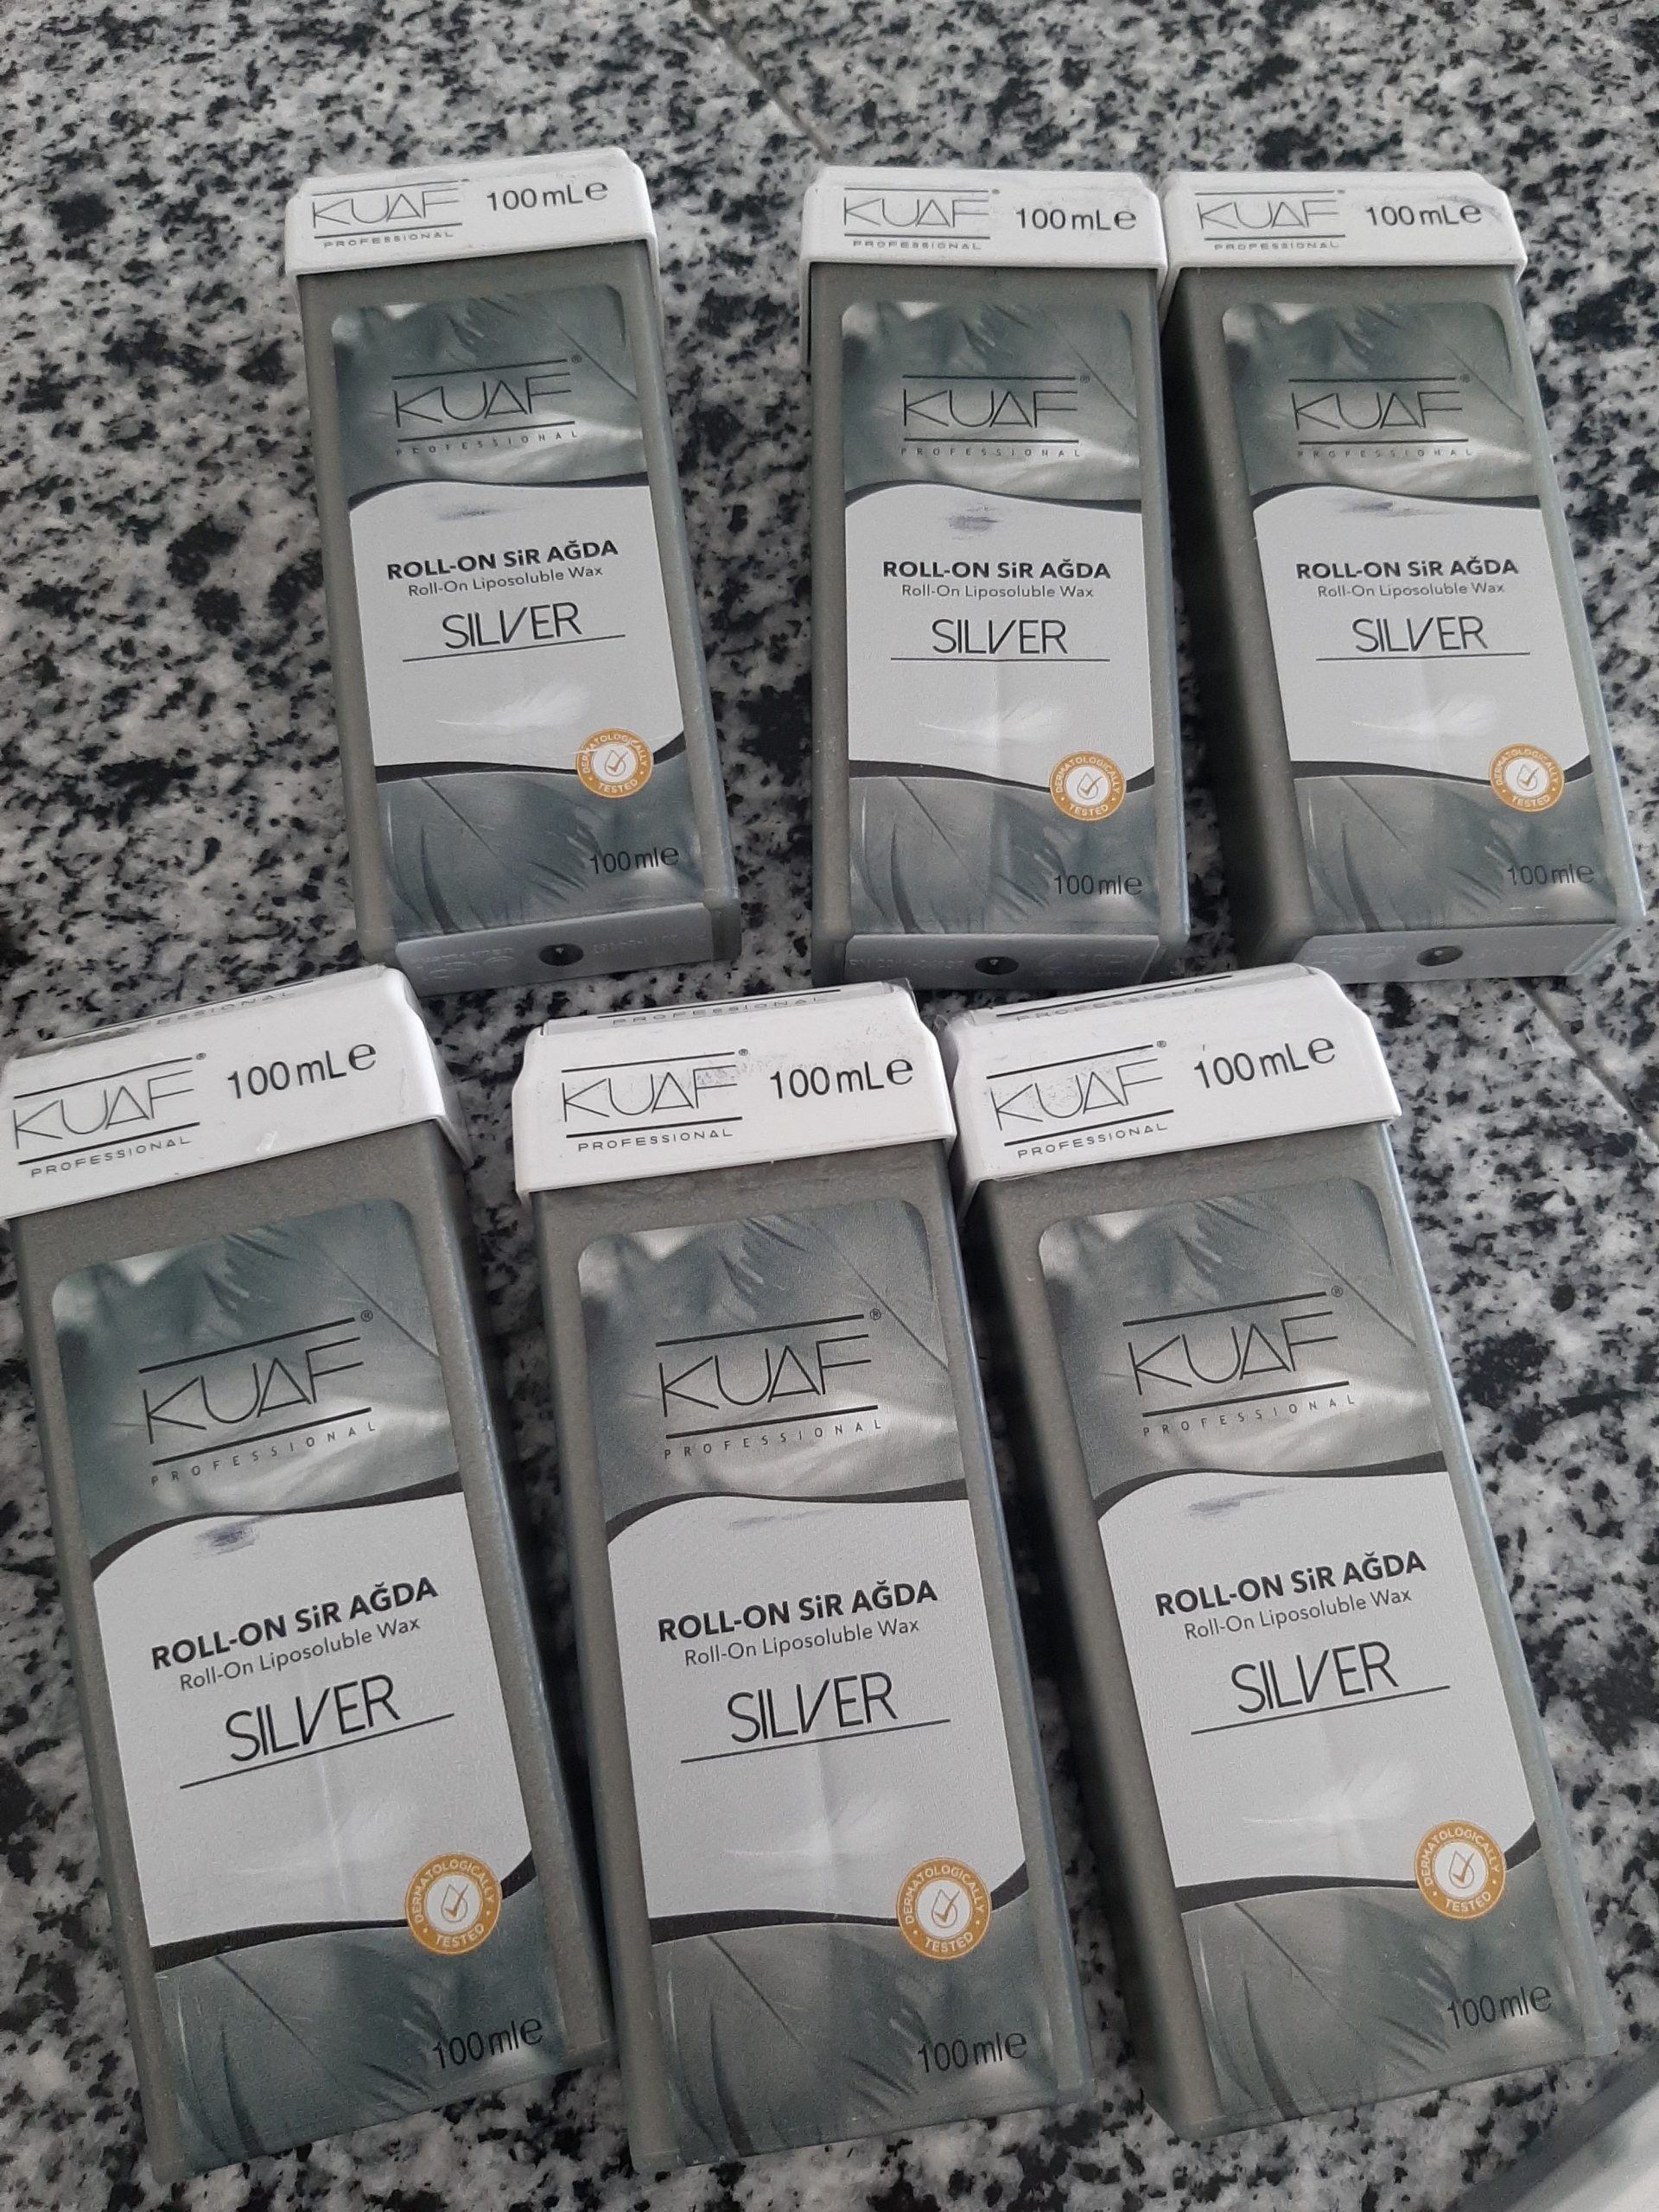 KUAF® 100 mL℮
PROFESSIONAL
KUAF®
PROFESSIONAL
ROLL-ON SiR AĞDA
Roll-On Liposoluble Wax
SILVER
DERMATOLOGICALLY
TESTED
100 ml℮
KUAF® 100 mL℮
PROFESSIONAL
KUAF®
PROFESSIONAL
ROLL-ON SiR AĞDA
Roll-On Liposoluble Wax
SILVER
DERMATOLOGICALLY
TESTED
100 ml℮
KUAF® 100 mL℮
PROFESSIONAL
KUAF®
PROFESSIONAL
ROLL-ON SiR AĞDA
Roll-On Liposoluble Wax
SILVER
DERMATOLOGICALLY
TESTED
100 ml℮
KUAF® 100 mL℮
PROFESSIONAL
KUAF®
PROFESSIONAL
ROLL-ON SiR AĞDA
Roll-On Liposoluble Wax
SILVER
DERMATOLOGICALLY
TESTED
100 ml℮
PROFESSIONAL
KUAF® 100 mL℮
PROFESSIONAL
KUAF®
PROFESSIONAL
ROLL-ON SiR AĞDA
Roll-On Liposoluble Wax
SILVER
DERMATOLOGICALLY
TESTED
100 ml℮
PROFESSIONAL
KUAF® 100 mL℮
PROFESSIONAL
KUAF®
PROFESSIONAL
ROLL-ON SiR AĞDA
Roll-On Liposoluble Wax
SILVER
DERMATOLOGICALLY
TESTED
100 ml℮